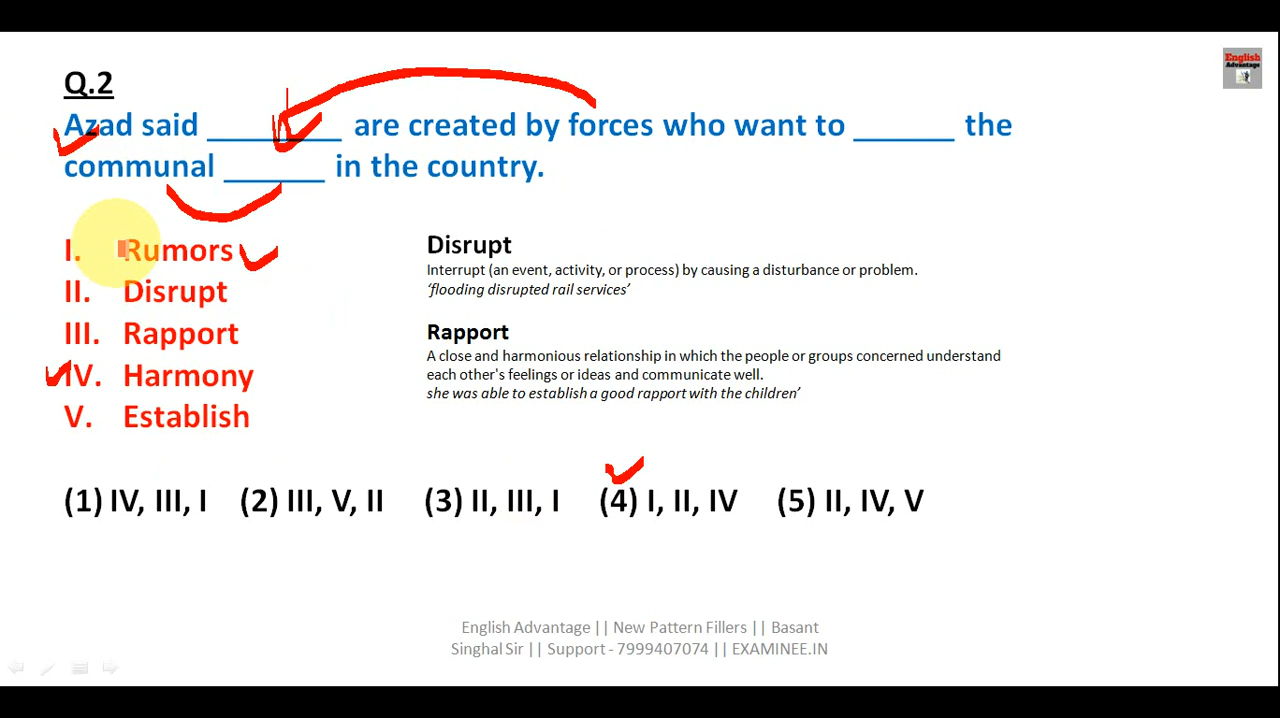 English
Advantage
Q.2
Azad said ________ are created by forces who want to ______ the
communal ______ in the country.
I. Rumors
II. Disrupt
III. Rapport
IV. Harmony
V. Establish
Disrupt
Interrupt (an event, activity, or process) by causing a disturbance or problem.
‘flooding disrupted rail services’
Rapport
A close and harmonious relationship in which the people or groups concerned understand
each other's feelings or ideas and communicate well.
she was able to establish a good rapport with the children’
(1) IV, III, I (2) III, V, II (3) II, III, I (4) I, II, IV (5) II, IV, V
English Advantage || New Pattern Fillers || Basant
Singhal Sir || Support - 7999407074 || EXAMINEE.IN